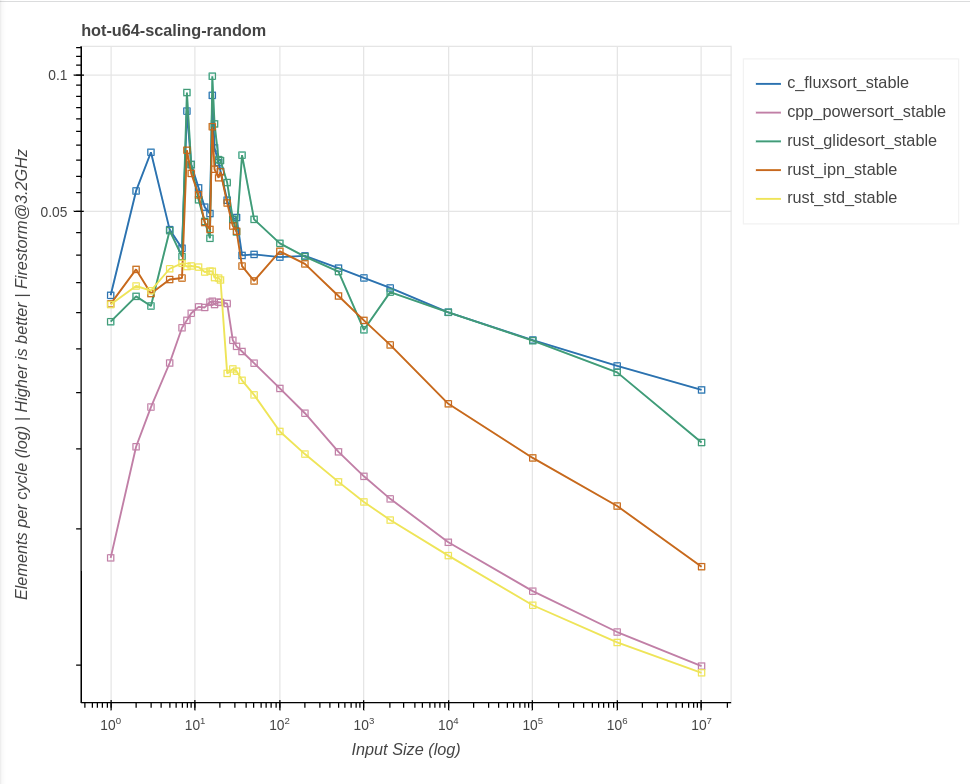 hot-u64-scaling-random
Elements per cycle (log) | Higher is better | Firestorm@3.2GHz
0.1
0.05
10⁰
10¹
10²
10³
10⁴
10⁵
10⁶
10⁷
Input Size (log)
c_fluxsort_stable
cpp_powersort_stable
rust_glidesort_stable
rust_ipn_stable
rust_std_stable